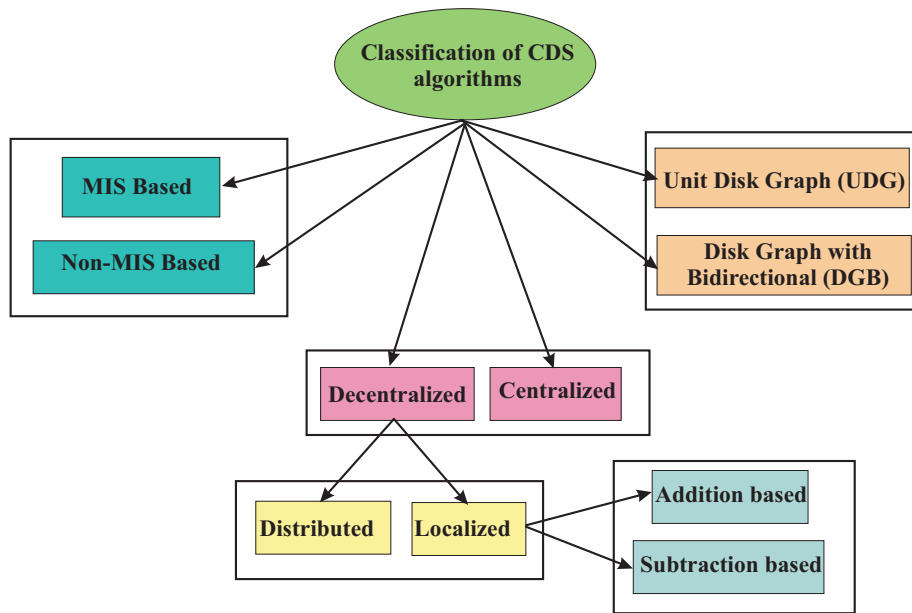 Classification of CDS
algorithms
MIS Based
Non-MIS Based
Unit Disk Graph (UDG)
Disk Graph with
Bidirectional (DGB)
Decentralized
Centralized
Distributed
Localized
Addition based
Subtraction based